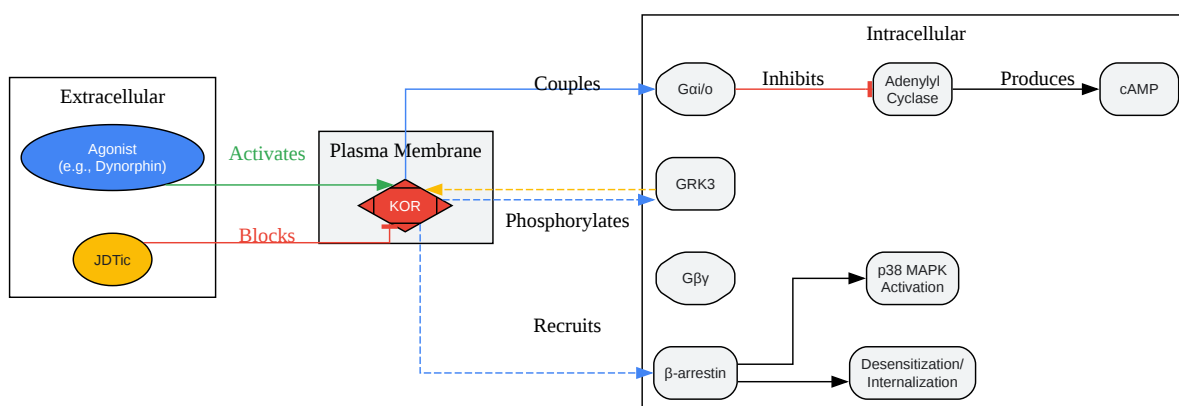 Extracellular
Agonist
(e.g., Dynorphin)
JDTic
Activates
Blocks
Plasma Membrane
KOR
Couples
Phosphorylates
Recruits
Intracellular
Gαi/o
Inhibits
Adenylyl
Cyclase
Produces
cAMP
GRK3
Gβγ
p38 MAPK
Activation
β-arrestin
Desensitization/
Internalization